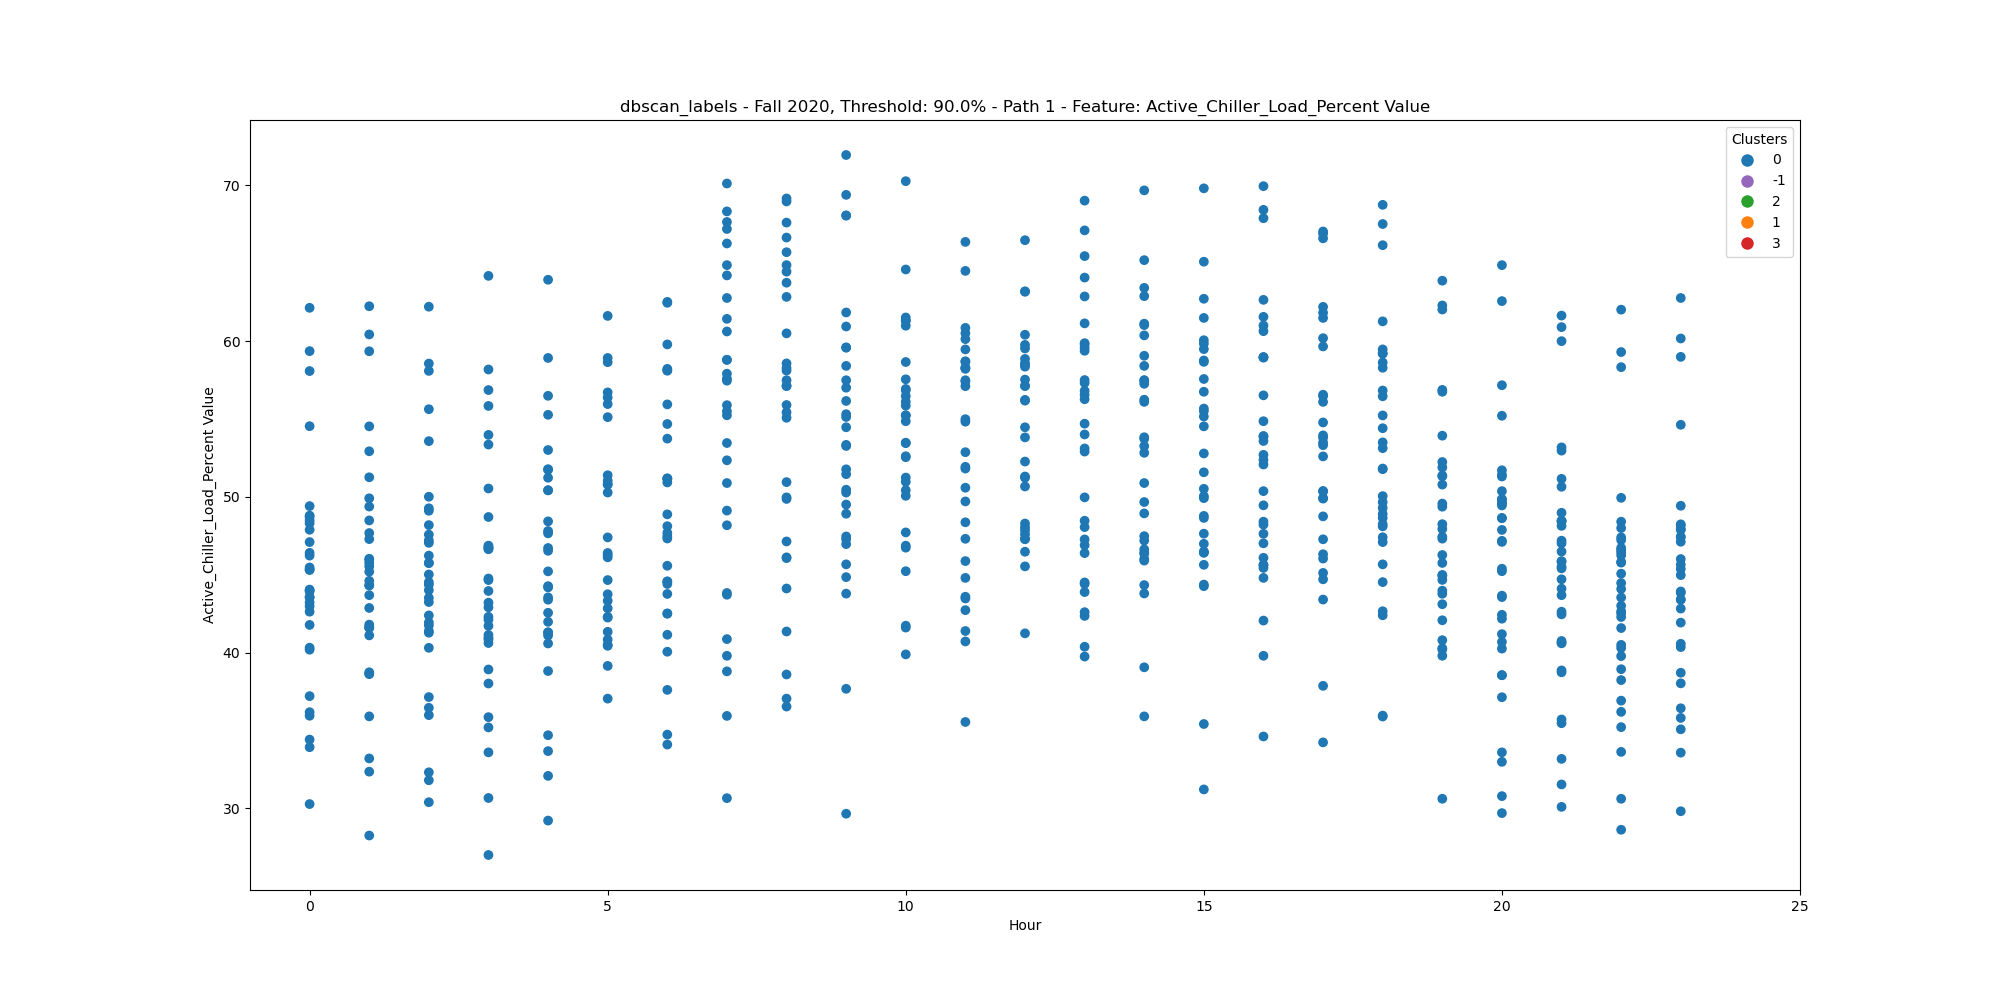 dbscan_labels - Fall 2020, Threshold: 90.0% - Path 1 - Feature: Active_Chiller_Load_Percent Value
Clusters
0
-1
2
1
3
Active_Chiller_Load_Percent Value
70
60
50
40
30
0 5 10 15 20 25
Hour